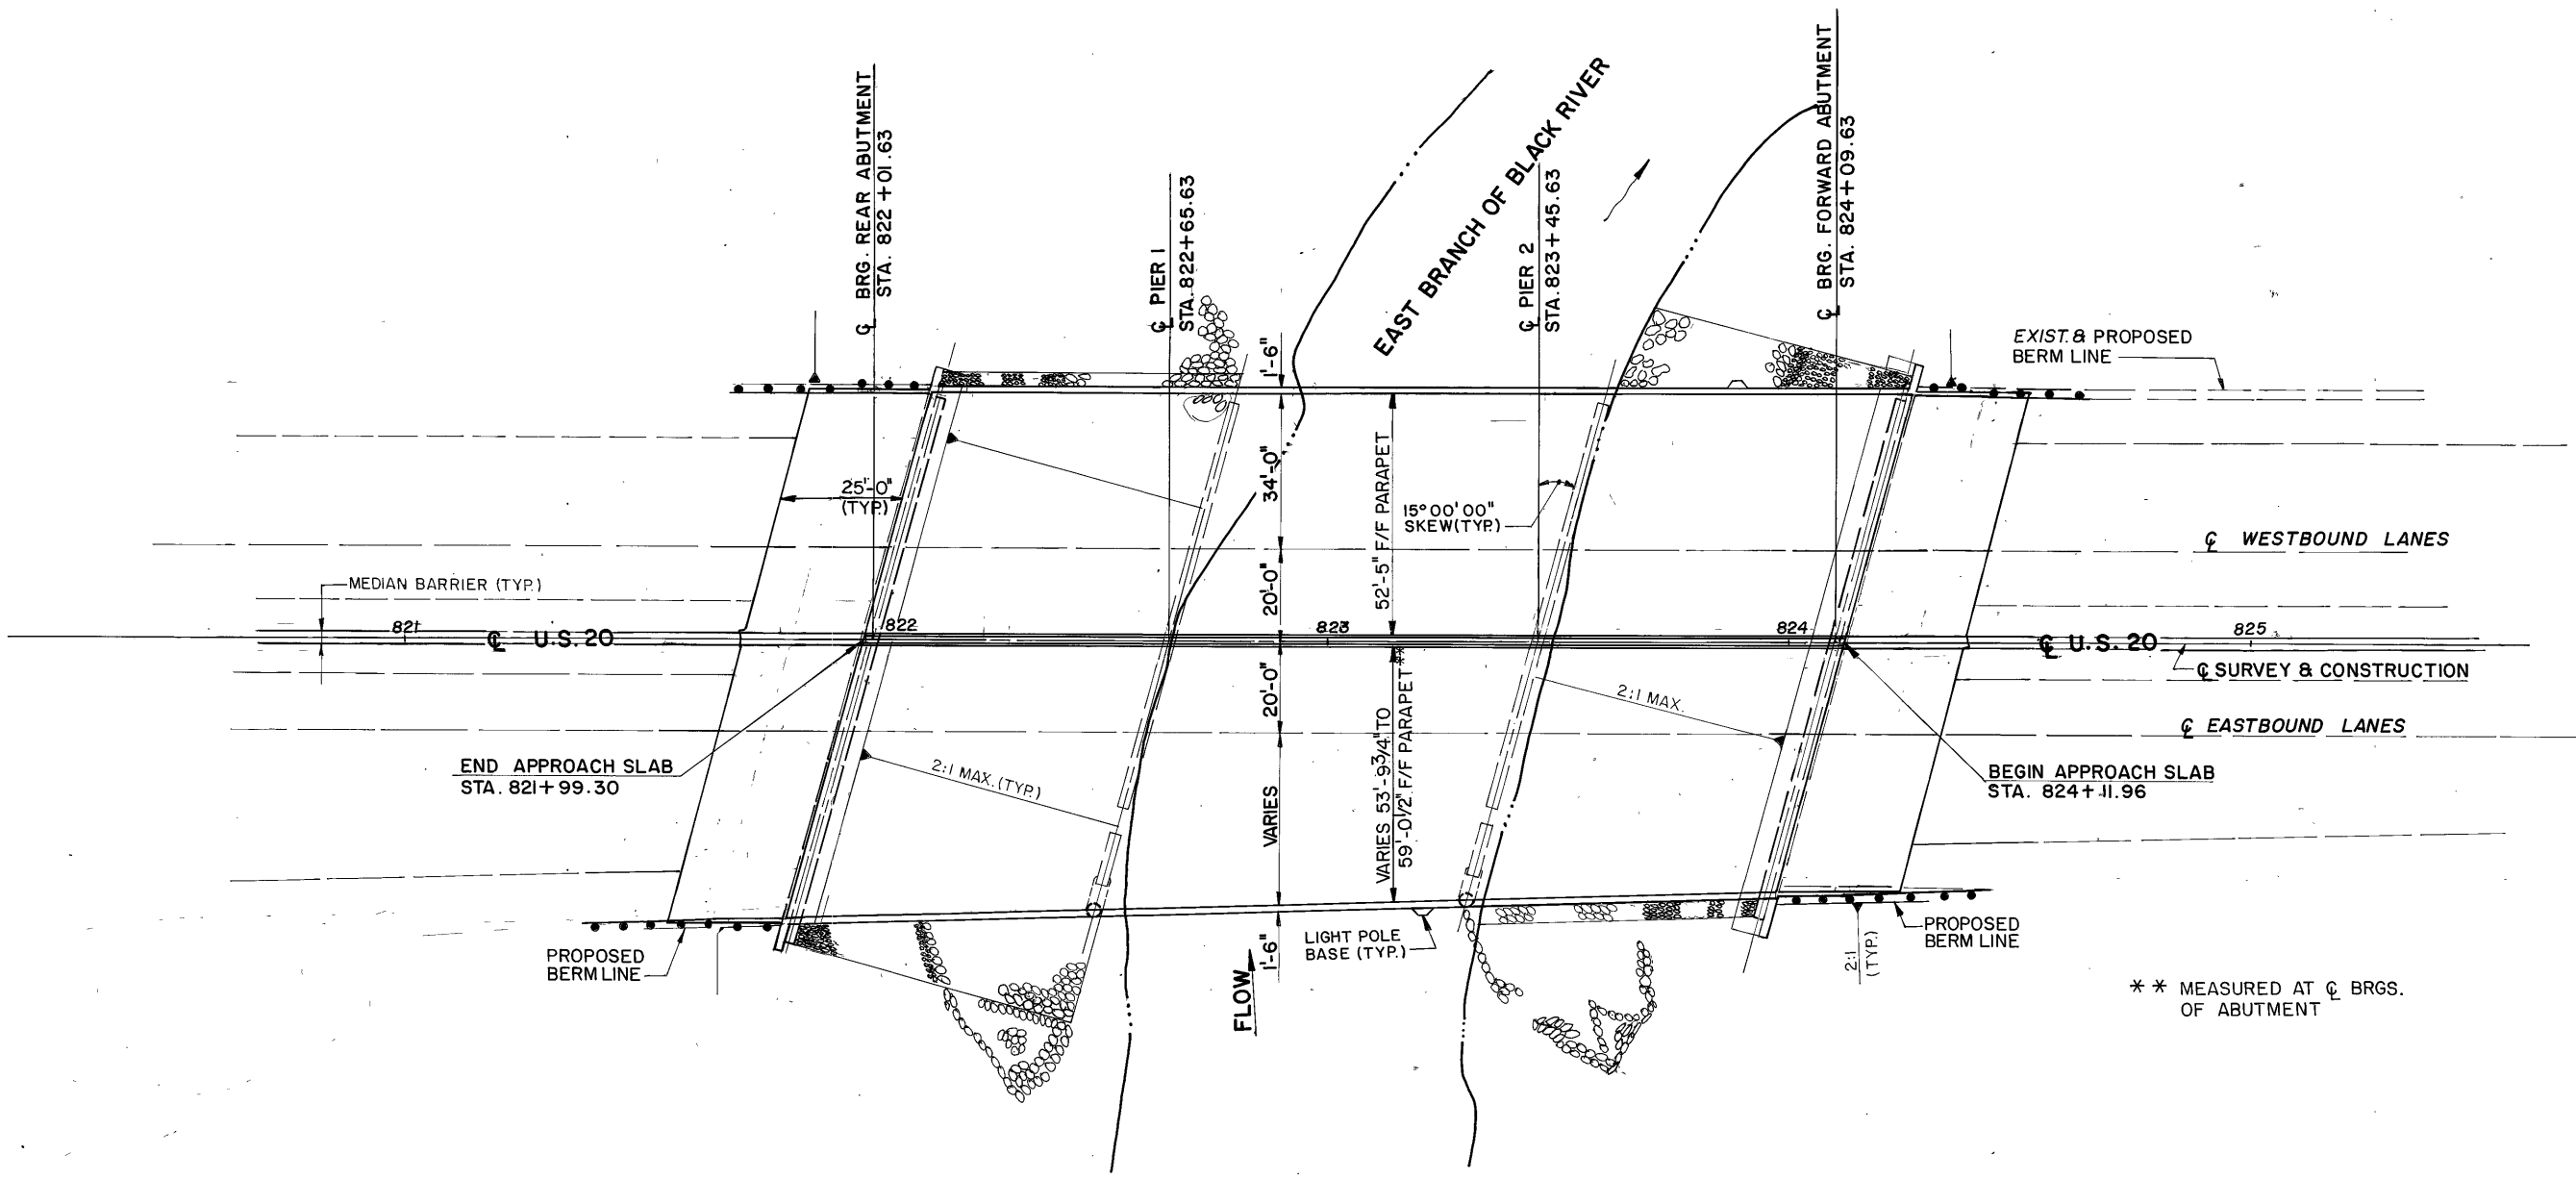 ℄ BRG. REAR ABUTMENT
STA. 822+01.63
℄ PIER 1
STA. 822+65.63
EAST BRANCH OF BLACK RIVER
℄ PIER 2
STA. 823+45.63
℄ BRG. FORWARD ABUTMENT
STA. 824+09.63
EXIST. & PROPOSED
BERM LINE
1'-6"
34'-0"
20'-0"
20'-0"
VARIES
1'-6"
52'-5" F/F PARAPET
VARIES 53'-9 3/4" TO
59'-0 1/2" F/F PARAPET **
25'-0"
(TYP.)
15°00'00"
SKEW (TYP.)
℄ WESTBOUND LANES
MEDIAN BARRIER (TYP.)
821
℄ U.S. 20
822
823
824
℄ U.S. 20
825
℄ SURVEY & CONSTRUCTION
2:1 MAX.
℄ EASTBOUND LANES
END APPROACH SLAB
STA. 821+99.30
2:1 MAX. (TYP.)
BEGIN APPROACH SLAB
STA. 824+11.96
PROPOSED
BERM LINE
FLOW
LIGHT POLE
BASE (TYP.)
2:1
(TYP.)
PROPOSED
BERM LINE
** MEASURED AT ℄ BRGS.
OF ABUTMENT